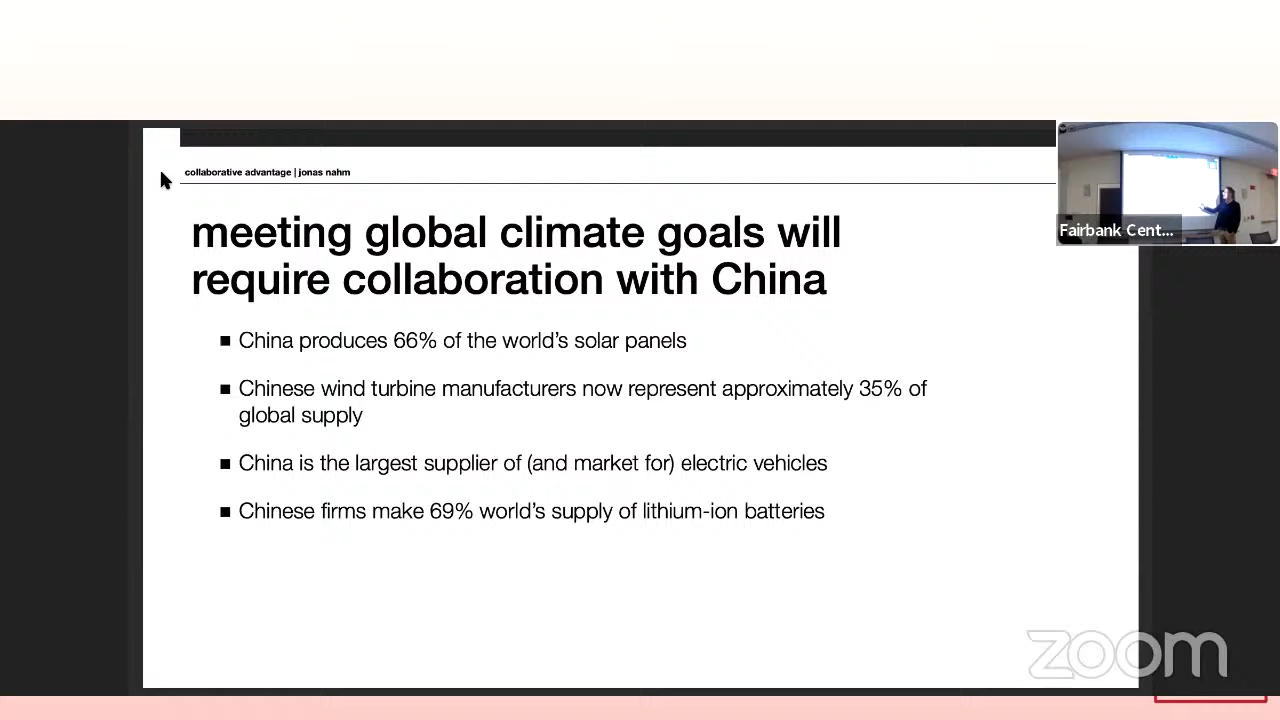 collaborative advantage | jonas nahm
Fairbank Cent...
meeting global climate goals will
require collaboration with China
■ China produces 66% of the world's solar panels
■ Chinese wind turbine manufacturers now represent approximately 35% of
global supply
■ China is the largest supplier of (and market for) electric vehicles
■ Chinese firms make 69% world's supply of lithium-ion batteries
zoom